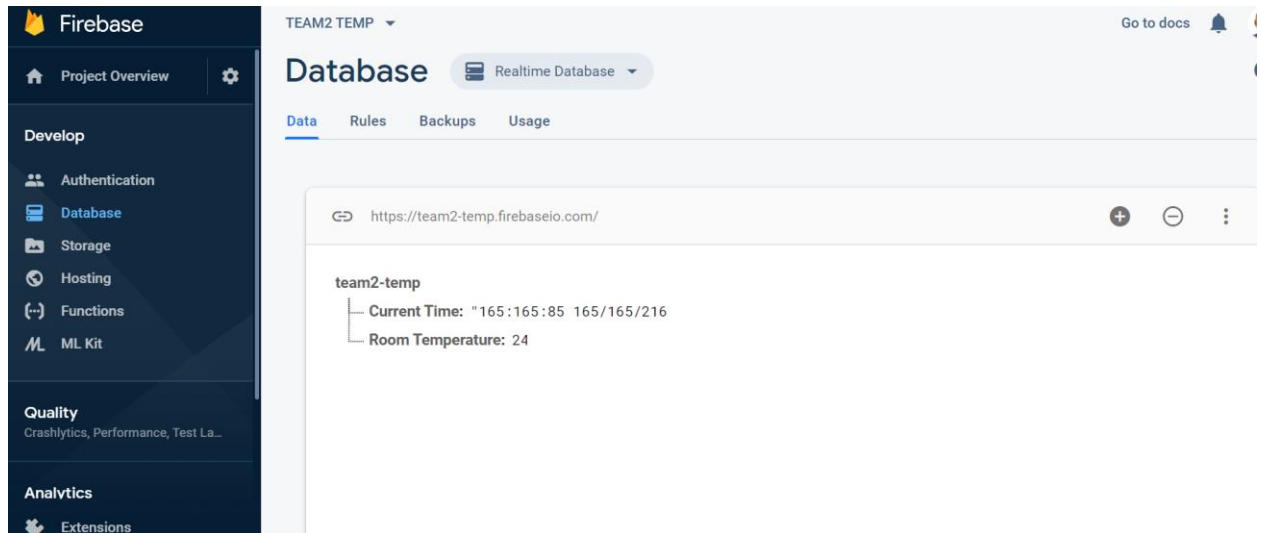 Firebase
Project Overview
Develop
Authentication
Database
Storage
Hosting
Functions
ML Kit
Quality
Crashlytics, Performance, Test La...
Analytics
Extensions
TEAM2 TEMP
Go to docs
Database
Realtime Database
Data Rules Backups Usage
https://team2-temp.firebaseio.com/
team2-temp
Current Time: "165:165:85 165/165/216
Room Temperature: 24